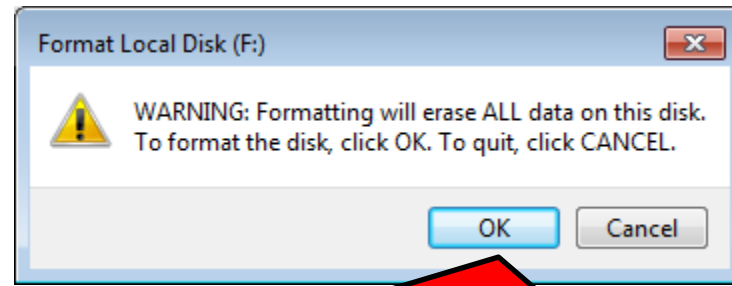 Format Local Disk (F:)
WARNING: Formatting will erase ALL data on this disk.
To format the disk, click OK. To quit, click CANCEL.
OK
Cancel